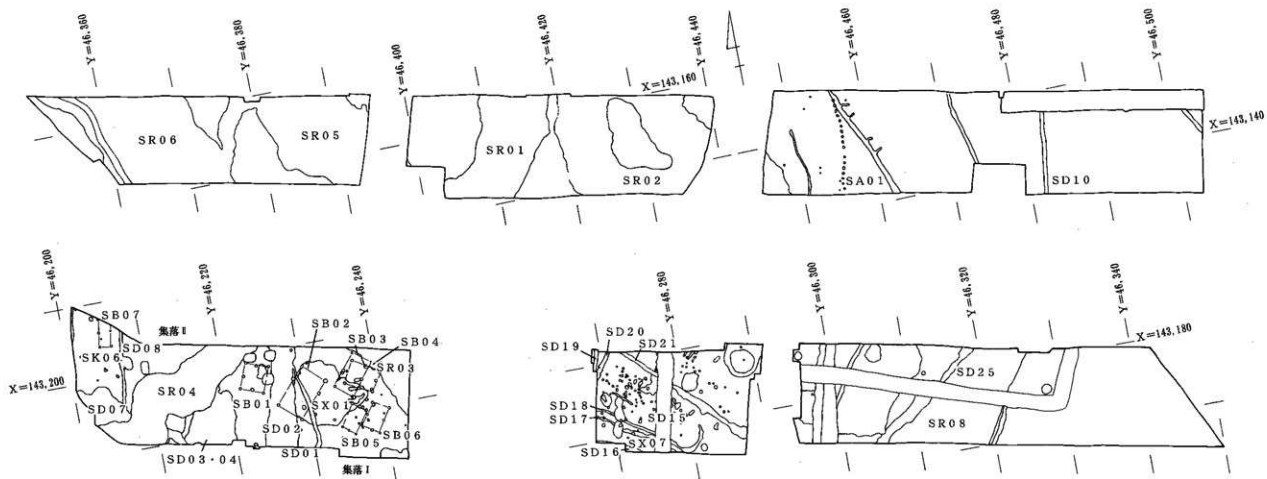 Y=46,360
Y=46,380
Y=46,400
Y=46,420
Y=46,440
X=143,160
Y=46,460
Y=46,480
Y=46,500
X=143,140
SR06
SR05
SR01
SR02
SA01
SD10
Y=46,200
Y=46,220
Y=46,240
Y=46,280
Y=46,300
Y=46,320
Y=46,340
X=143,180
X=143,200
SB07
集落Ⅱ
SB02
SB03
SB04
SK06
SD08
SR03
SR04
SD07
SB01
SX01
SD02
SB05
SB06
SD03・04
SD01
集落Ⅰ
SD20
SD21
SD19
SD18
SD17
SD15
SX07
SD16
SD25
SR08